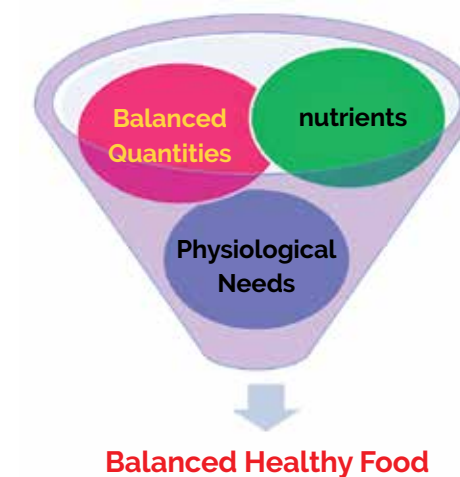 Balanced
Quantities
nutrients
Physiological
Needs
Balanced Healthy Food